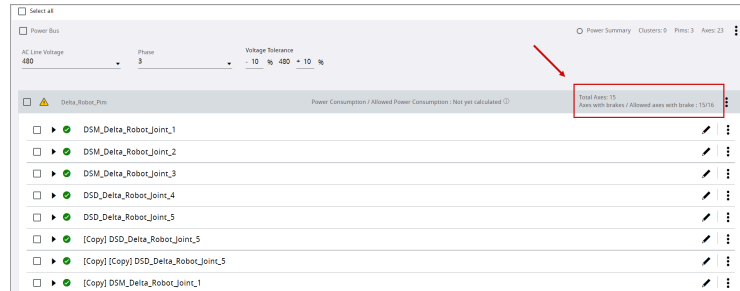 Select all
Power Bus
Power Summary Clusters: 0 Pims: 3 Axes: 23
AC Line Voltage
480
Phase
3
Voltage Tolerance
- 10 % 480 + 10 %
Delta_Robot_Pim
Power Consumption / Allowed Power Consumption : Not yet calculated
Total Axes: 15
Axes with brakes / Allowed axes with brake : 15/16
DSM_Delta_Robot_Joint_1
DSM_Delta_Robot_Joint_2
DSM_Delta_Robot_Joint_3
DSD_Delta_Robot_Joint_4
DSD_Delta_Robot_Joint_5
[Copy] DSD_Delta_Robot_Joint_5
[Copy] [Copy] DSD_Delta_Robot_Joint_5
[Copy] DSM_Delta_Robot_Joint_1